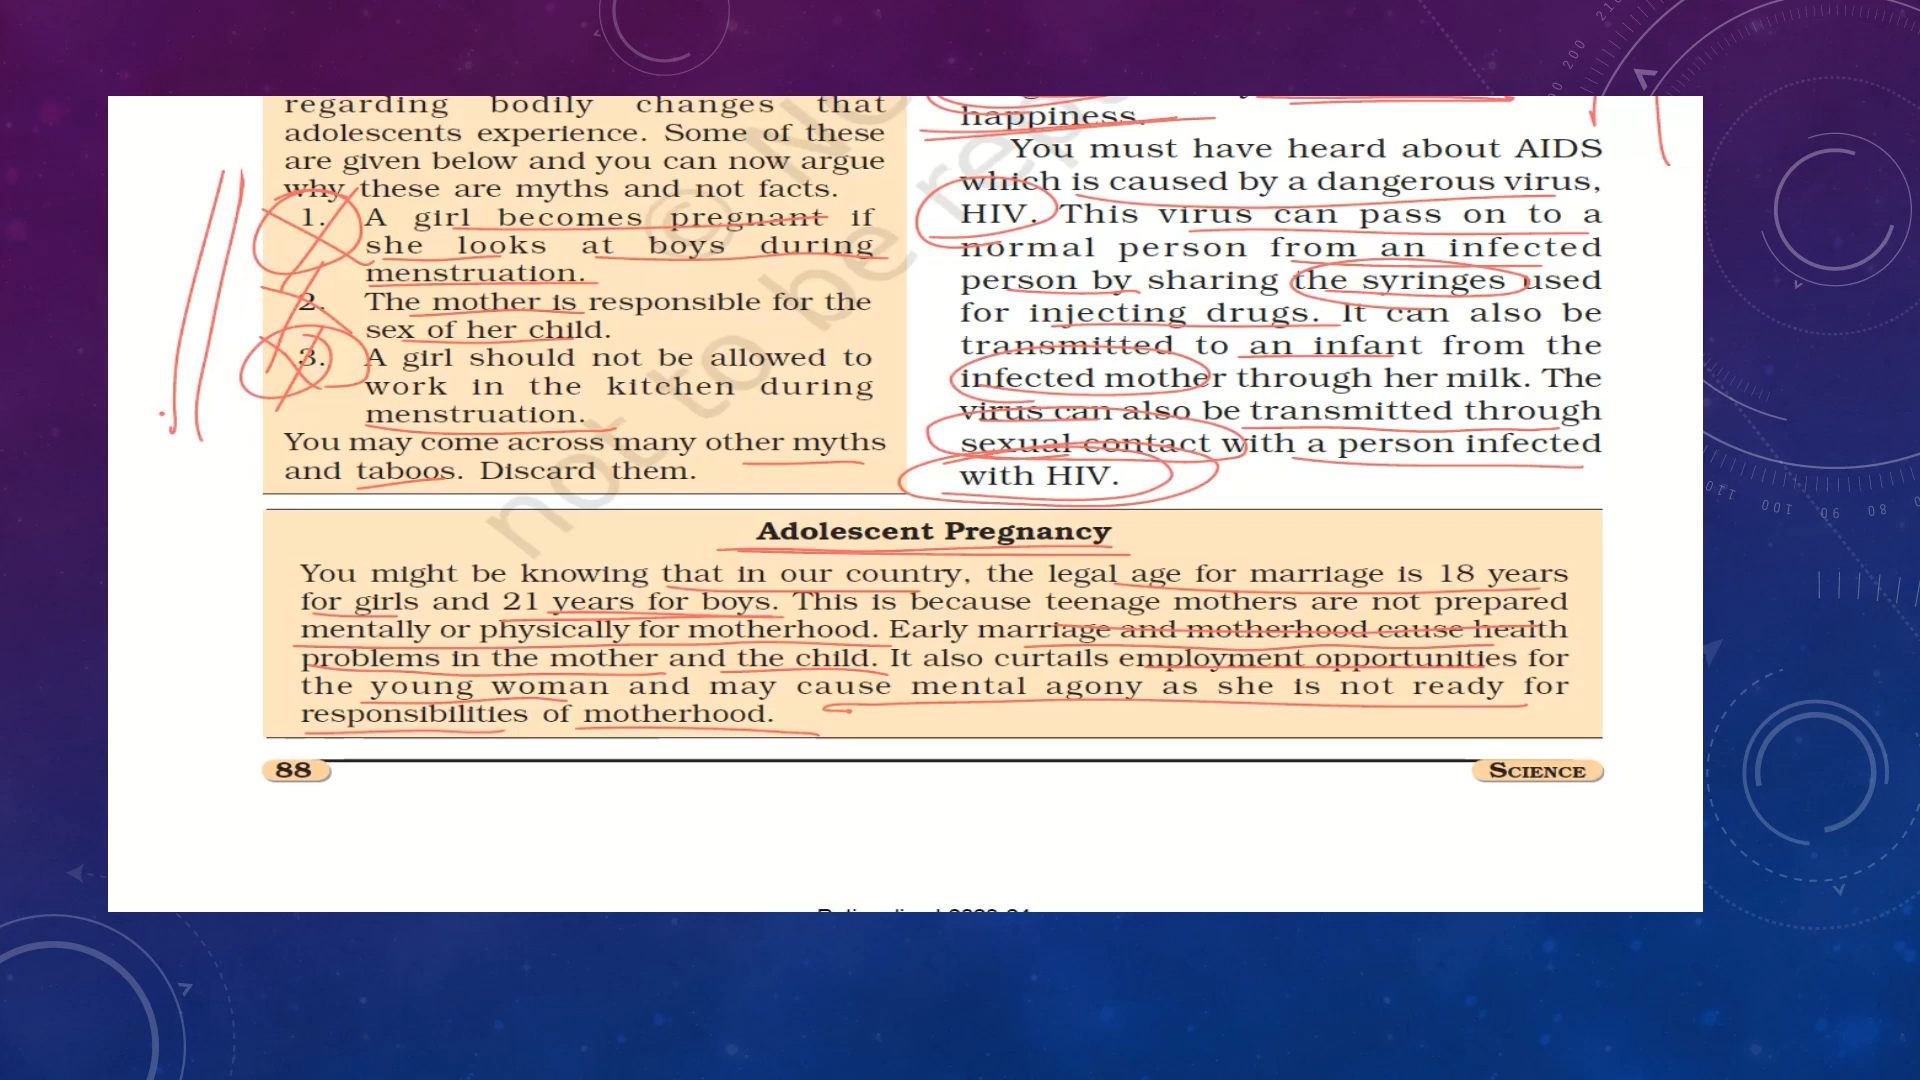 regarding bodily changes that
adolescents experience. Some of these
are given below and you can now argue
why these are myths and not facts.
1. A girl becomes pregnant if
she looks at boys during
menstruation.
2. The mother is responsible for the
sex of her child.
3. A girl should not be allowed to
work in the kitchen during
menstruation.
You may come across many other myths
and taboos. Discard them.
happiness.
You must have heard about AIDS
which is caused by a dangerous virus,
HIV. This virus can pass on to a
normal person from an infected
person by sharing the syringes used
for injecting drugs. It can also be
transmitted to an infant from the
infected mother through her milk. The
virus can also be transmitted through
sexual contact with a person infected
with HIV.
Adolescent Pregnancy
You might be knowing that in our country, the legal age for marriage is 18 years
for girls and 21 years for boys. This is because teenage mothers are not prepared
mentally or physically for motherhood. Early marriage and motherhood cause health
problems in the mother and the child. It also curtails employment opportunities for
the young woman and may cause mental agony as she is not ready for
responsibilities of motherhood.
88
SCIENCE
© NC
not to be rep
210
200
110
100
90
80